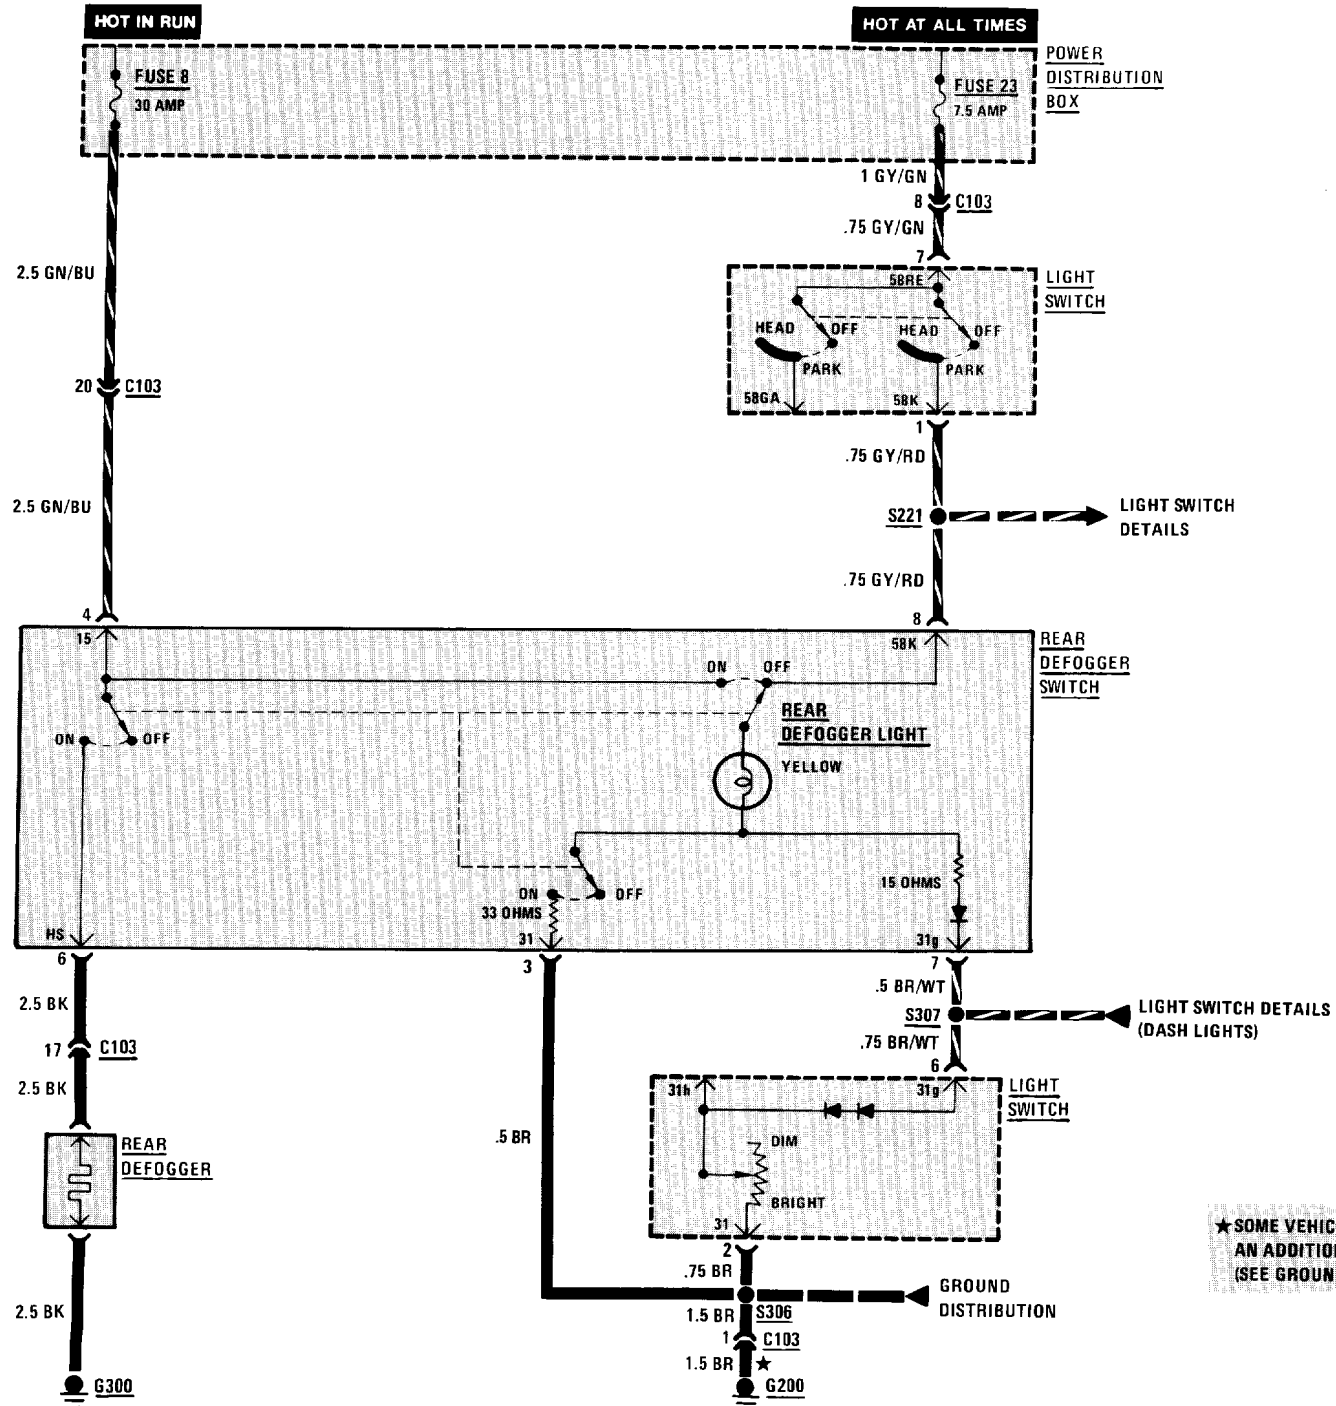 HOT IN RUN
HOT AT ALL TIMES
POWER
DISTRIBUTION
BOX
FUSE 8
30 AMP
FUSE 23
7.5 AMP
1 GY/GN
8 C103
.75 GY/GN
7
2.5 GN/BU
58RE
LIGHT
SWITCH
HEAD OFF HEAD OFF
PARK PARK
58GA 58K
20 C103
1
.75 GY/RD
2.5 GN/BU
S221
LIGHT SWITCH
DETAILS
.75 GY/RD
4
8
15
58K
REAR
DEFOGGER
SWITCH
ON OFF
REAR
DEFOGGER LIGHT
YELLOW
ON OFF
15 OHMS
ON OFF
33 OHMS
HS
31
31g
6
3
7
2.5 BK
.5 BR/WT
S307
LIGHT SWITCH DETAILS
(DASH LIGHTS)
17 C103
.75 BR/WT
6
2.5 BK
31h
31g
LIGHT
SWITCH
.5 BR
REAR
DEFOGGER
DIM
BRIGHT
31
2
.75 BR
★SOME VEHIC
AN ADDITION
(SEE GROUN
GROUND
DISTRIBUTION
2.5 BK
1.5 BR S306
1 C103
1.5 BR ★
G300
G200